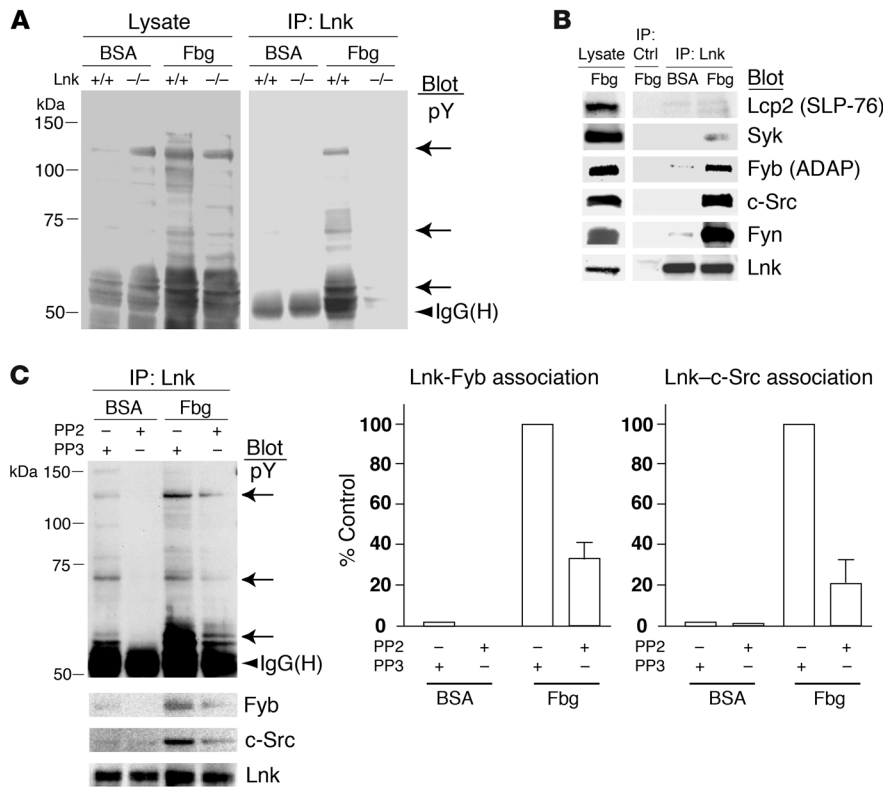 A
Lysate IP: Lnk
BSA Fbg BSA Fbg
Lnk +/+ –/– +/+ –/– +/+ –/– +/+ –/– Blot
kDa pY
150
100
75
50 IgG(H)
B
Lysate IP: Ctrl IP: Lnk
Fbg Fbg BSA Fbg Blot
Lcp2 (SLP-76)
Syk
Fyb (ADAP)
c-Src
Fyn
Lnk
C
IP: Lnk
BSA Fbg
PP2 – + – +
PP3 + – + – Blot
kDa 150 pY
100
75
50 IgG(H)
Fyb
c-Src
Lnk
Lnk-Fyb association
% Control
100
80
60
40
20
0
PP2 – + – +
PP3 + – + –
BSA Fbg
Lnk–c-Src association
100
80
60
40
20
0
PP2 – + – +
PP3 + – + –
BSA Fbg